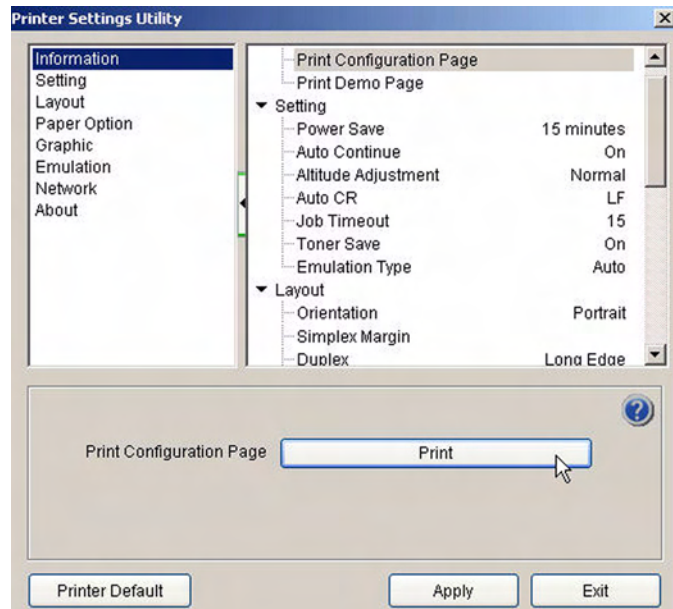 Printer Settings Utility
Information
Setting
Layout
Paper Option
Graphic
Emulation
Network
About
Print Configuration Page
Print Demo Page
Setting
Power Save 15 minutes
Auto Continue On
Altitude Adjustment Normal
Auto CR LF
Job Timeout 15
Toner Save On
Emulation Type Auto
Layout
Orientation Portrait
Simplex Margin
Duplex Long Edge
Print Configuration Page Print
Printer Default Apply Exit